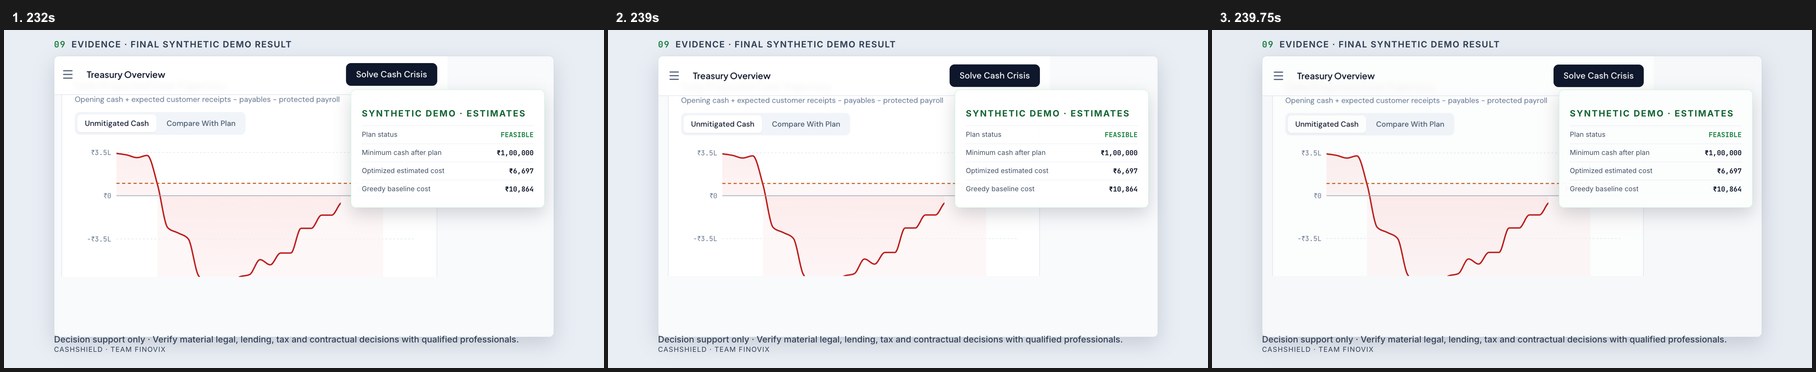 1. 232s
09 EVIDENCE · FINAL SYNTHETIC DEMO RESULT
Treasury Overview
Solve Cash Crisis
Opening cash + expected customer receipts − payables − protected payroll
Unmitigated Cash
Compare With Plan
₹3.5L
₹0
-₹3.5L
SYNTHETIC DEMO · ESTIMATES
Plan status FEASIBLE
Minimum cash after plan ₹1,00,000
Optimized estimated cost ₹6,697
Greedy baseline cost ₹10,864
Decision support only · Verify material legal, lending, tax and contractual decisions with qualified professionals.
CASHSHIELD · TEAM FINOVIX
2. 239s
09 EVIDENCE · FINAL SYNTHETIC DEMO RESULT
Treasury Overview
Solve Cash Crisis
Opening cash + expected customer receipts − payables − protected payroll
Unmitigated Cash
Compare With Plan
₹3.5L
₹0
-₹3.5L
SYNTHETIC DEMO · ESTIMATES
Plan status FEASIBLE
Minimum cash after plan ₹1,00,000
Optimized estimated cost ₹6,697
Greedy baseline cost ₹10,864
Decision support only · Verify material legal, lending, tax and contractual decisions with qualified professionals.
CASHSHIELD · TEAM FINOVIX
3. 239.75s
09 EVIDENCE · FINAL SYNTHETIC DEMO RESULT
Treasury Overview
Solve Cash Crisis
Opening cash + expected customer receipts − payables − protected payroll
Unmitigated Cash
Compare With Plan
₹3.5L
₹0
-₹3.5L
SYNTHETIC DEMO · ESTIMATES
Plan status FEASIBLE
Minimum cash after plan ₹1,00,000
Optimized estimated cost ₹6,697
Greedy baseline cost ₹10,864
Decision support only · Verify material legal, lending, tax and contractual decisions with qualified professionals.
CASHSHIELD · TEAM FINOVIX